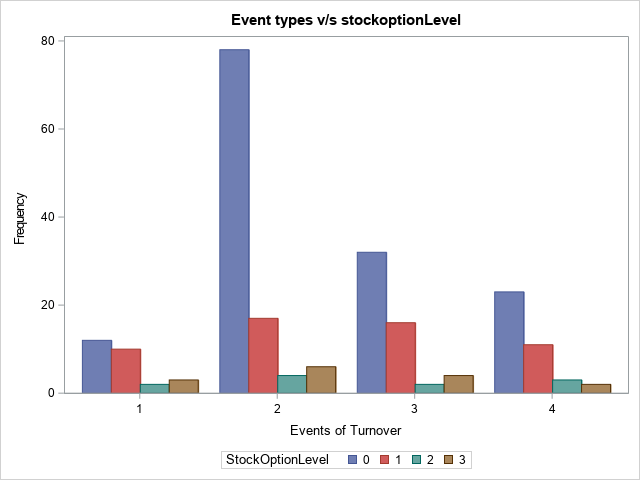 Event types v/s stockoptionLevel
80
60
40
20
0
Frequency
1 2 3 4
Events of Turnover
StockOptionLevel 0 1 2 3